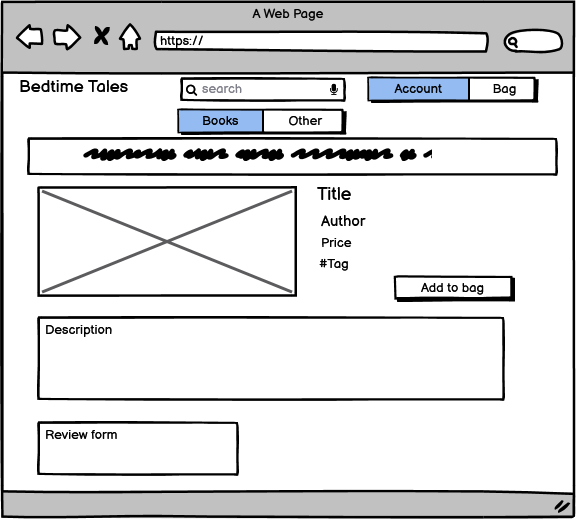 A Web Page
https://
Bedtime Tales
search
Account
Bag
Books
Other
Title
Author
Price
#Tag
Add to bag
Description
Review form